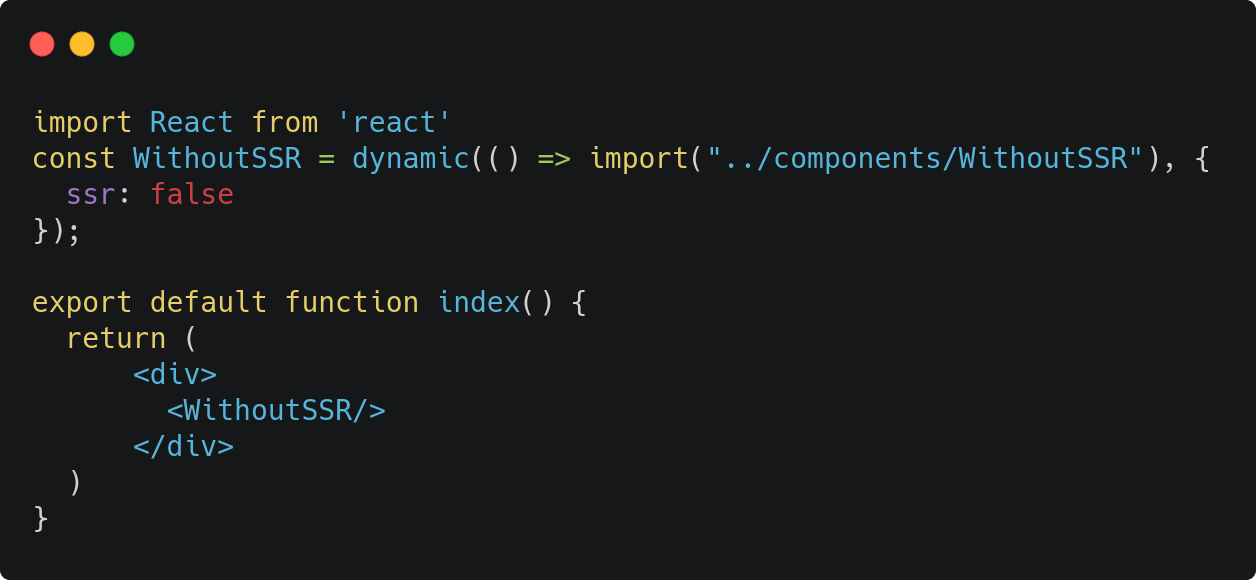 import React from 'react'
const WithoutSSR = dynamic(() => import("../components/WithoutSSR"), {
  ssr: false
});

export default function index() {
  return (
      <div>
        <WithoutSSR/>
      </div>
  )
}